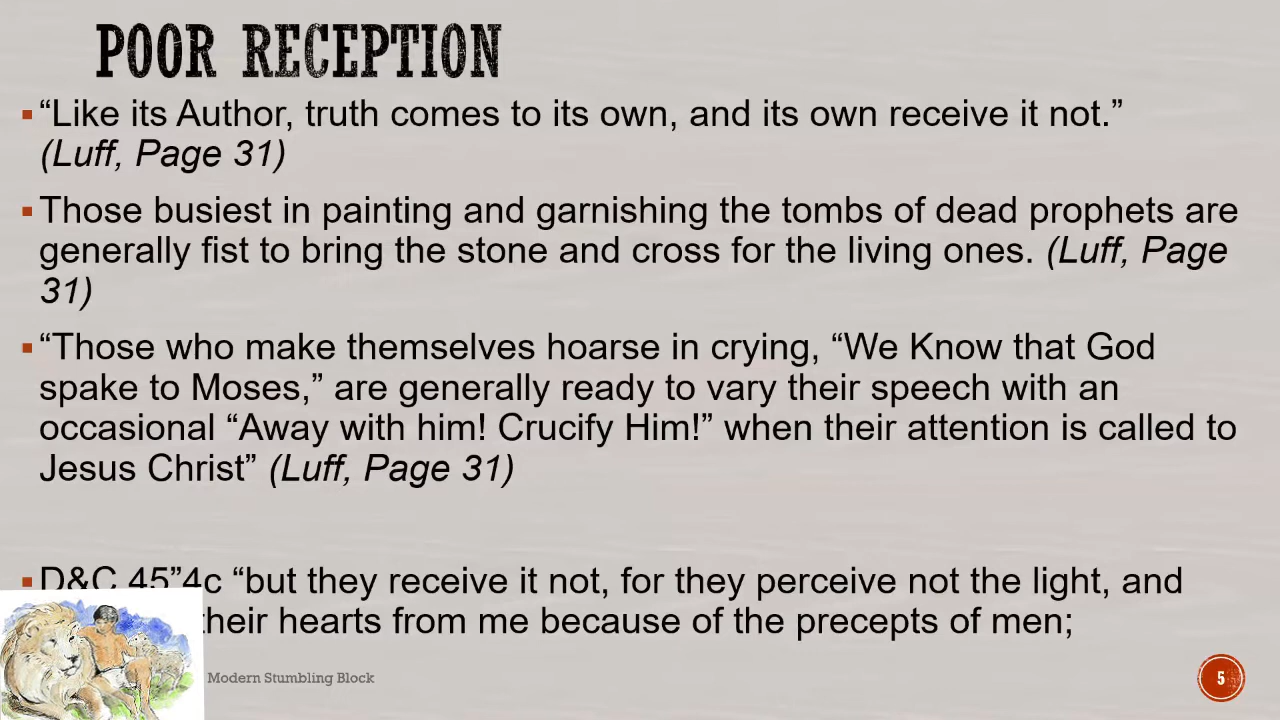 POOR RECEPTION
“Like its Author, truth comes to its own, and its own receive it not.”
(Luff, Page 31)
Those busiest in painting and garnishing the tombs of dead prophets are
generally fist to bring the stone and cross for the living ones. (Luff, Page
31)
“Those who make themselves hoarse in crying, “We Know that God
spake to Moses,” are generally ready to vary their speech with an
occasional “Away with him! Crucify Him!” when their attention is called to
Jesus Christ” (Luff, Page 31)
D&C 45”4c “but they receive it not, for they perceive not the light, and
their hearts from me because of the precepts of men;
Modern Stumbling Block
5